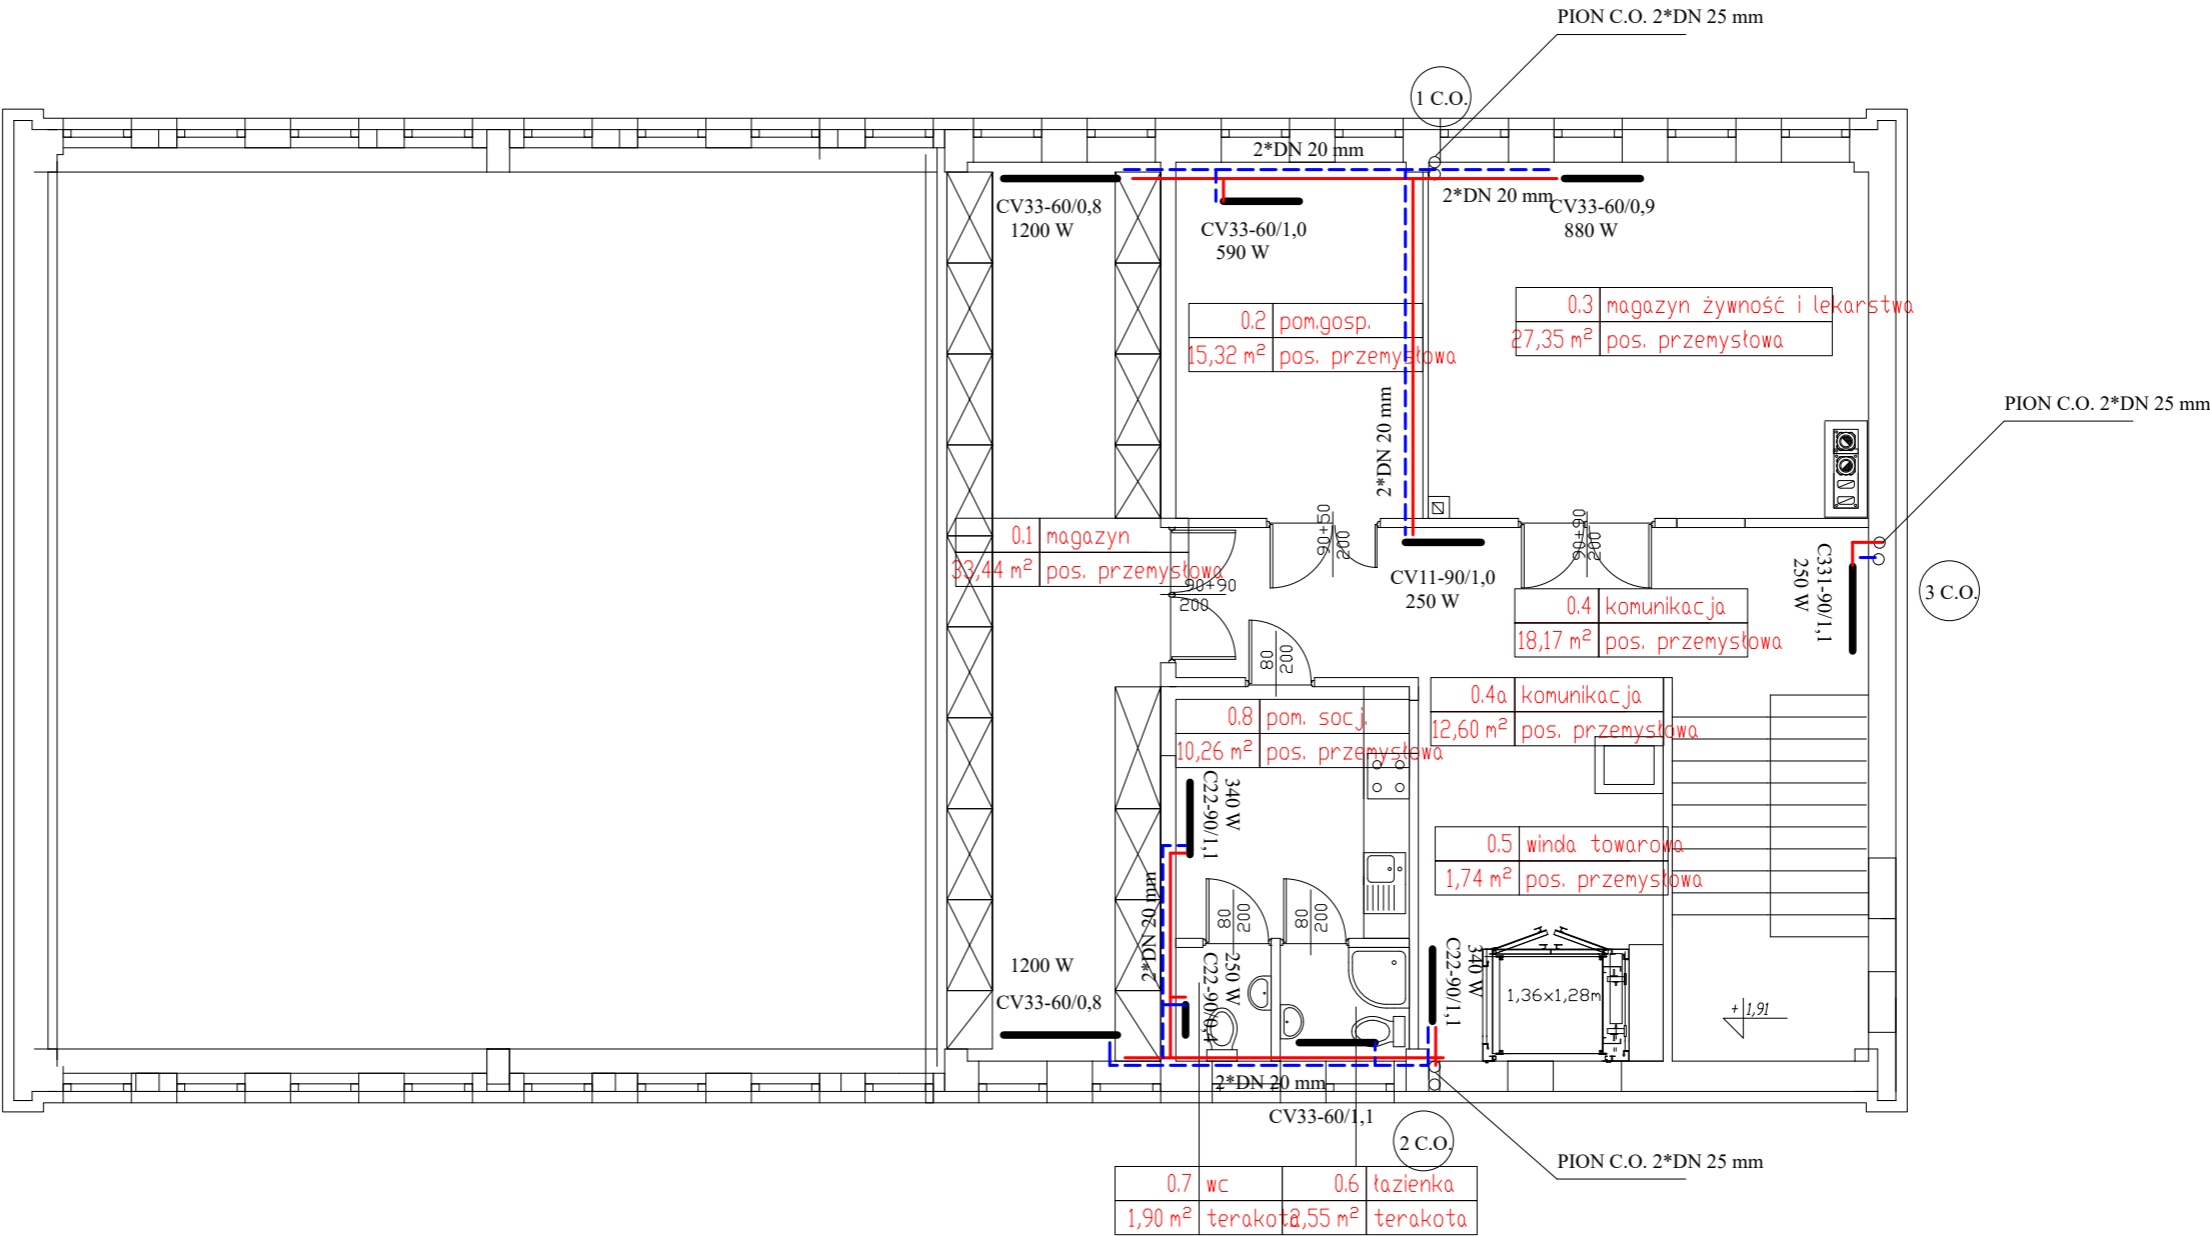 PION C.O. 2*DN 25 mm
1 C.O.
2*DN 20 mm
2*DN 20 mm
CV33-60/0,8
1200 W
CV33-60/1,0
590 W
CV33-60/0,9
880 W
0.2 pom.gosp.
15,32 m² pos. przemysłowa
0.3 magazyn żywność i lekarstwa
27,35 m² pos. przemysłowa
2*DN 20 mm
PION C.O. 2*DN 25 mm
0.1 magazyn
33,44 m² pos. przemysłowa
90+50
200
90+90
200
90+90
200
CV11-90/1,0
250 W
C331-90/1,1
250 W
3 C.O.
0.4 komunikacja
18,17 m² pos. przemysłowa
80
200
0.4a komunikacja
12,60 m² pos. przemysłowa
0.8 pom. socj.
10,26 m² pos. przemysłowa
340 W
C22-90/1,1
0.5 winda towarowa
1,74 m² pos. przemysłowa
2*DN 20 mm
80
200
80
200
250 W
C22-90/0,4
340 W
C22-90/1,1
1,36x1,28m
+1,91
1200 W
CV33-60/0,8
2*DN 20 mm
CV33-60/1,1
2 C.O.
PION C.O. 2*DN 25 mm
0.7 wc
1,90 m² terakota
0.6 łazienka
2,55 m² terakota